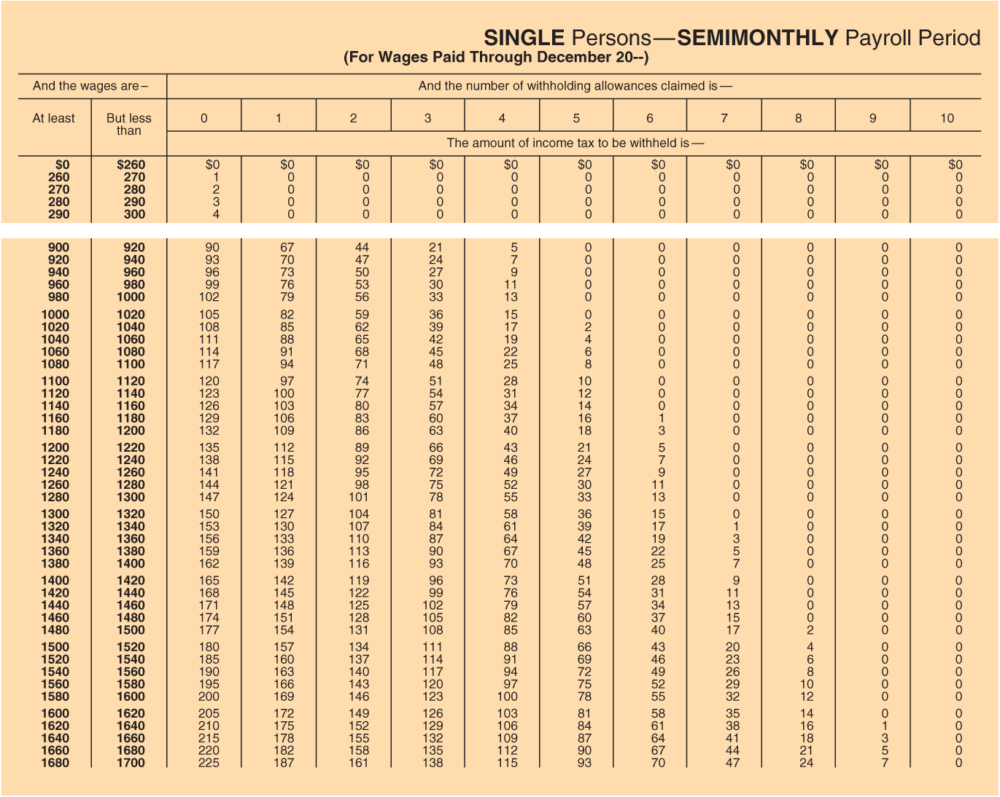 SINGLE Persons—SEMIMONTHLY Payroll Period
(For Wages Paid Through December 20--)
And the wages are– And the number of withholding allowances claimed is—
At least But less than 0 1 2 3 4 5 6 7 8 9 10
The amount of income tax to be withheld is—
$0 $260 $0 $0 $0 $0 $0 $0 $0 $0 $0 $0 $0
260 270 1 0 0 0 0 0 0 0 0 0 0
270 280 2 0 0 0 0 0 0 0 0 0 0
280 290 3 0 0 0 0 0 0 0 0 0 0
290 300 4 0 0 0 0 0 0 0 0 0 0
900 920 90 67 44 21 5 0 0 0 0 0 0
920 940 93 70 47 24 7 0 0 0 0 0 0
940 960 96 73 50 27 9 0 0 0 0 0 0
960 980 99 76 53 30 11 0 0 0 0 0 0
980 1000 102 79 56 33 13 0 0 0 0 0 0
1000 1020 105 82 59 36 15 0 0 0 0 0 0
1020 1040 108 85 62 39 17 2 0 0 0 0 0
1040 1060 111 88 65 42 19 4 0 0 0 0 0
1060 1080 114 91 68 45 22 6 0 0 0 0 0
1080 1100 117 94 71 48 25 8 0 0 0 0 0
1100 1120 120 97 74 51 28 10 0 0 0 0 0
1120 1140 123 100 77 54 31 12 0 0 0 0 0
1140 1160 126 103 80 57 34 14 0 0 0 0 0
1160 1180 129 106 83 60 37 16 1 0 0 0 0
1180 1200 132 109 86 63 40 18 3 0 0 0 0
1200 1220 135 112 89 66 43 21 5 0 0 0 0
1220 1240 138 115 92 69 46 24 7 0 0 0 0
1240 1260 141 118 95 72 49 27 9 0 0 0 0
1260 1280 144 121 98 75 52 30 11 0 0 0 0
1280 1300 147 124 101 78 55 33 13 0 0 0 0
1300 1320 150 127 104 81 58 36 15 0 0 0 0
1320 1340 153 130 107 84 61 39 17 1 0 0 0
1340 1360 156 133 110 87 64 42 19 3 0 0 0
1360 1380 159 136 113 90 67 45 22 5 0 0 0
1380 1400 162 139 116 93 70 48 25 7 0 0 0
1400 1420 165 142 119 96 73 51 28 9 0 0 0
1420 1440 168 145 122 99 76 54 31 11 0 0 0
1440 1460 171 148 125 102 79 57 34 13 0 0 0
1460 1480 174 151 128 105 82 60 37 15 0 0 0
1480 1500 177 154 131 108 85 63 40 17 2 0 0
1500 1520 180 157 134 111 88 66 43 20 4 0 0
1520 1540 185 160 137 114 91 69 46 23 6 0 0
1540 1560 190 163 140 117 94 72 49 26 8 0 0
1560 1580 195 166 143 120 97 75 52 29 10 0 0
1580 1600 200 169 146 123 100 78 55 32 12 0 0
1600 1620 205 172 149 126 103 81 58 35 14 0 0
1620 1640 210 175 152 129 106 84 61 38 16 1 0
1640 1660 215 178 155 132 109 87 64 41 18 3 0
1660 1680 220 182 158 135 112 90 67 44 21 5 0
1680 1700 225 187 161 138 115 93 70 47 24 7 0